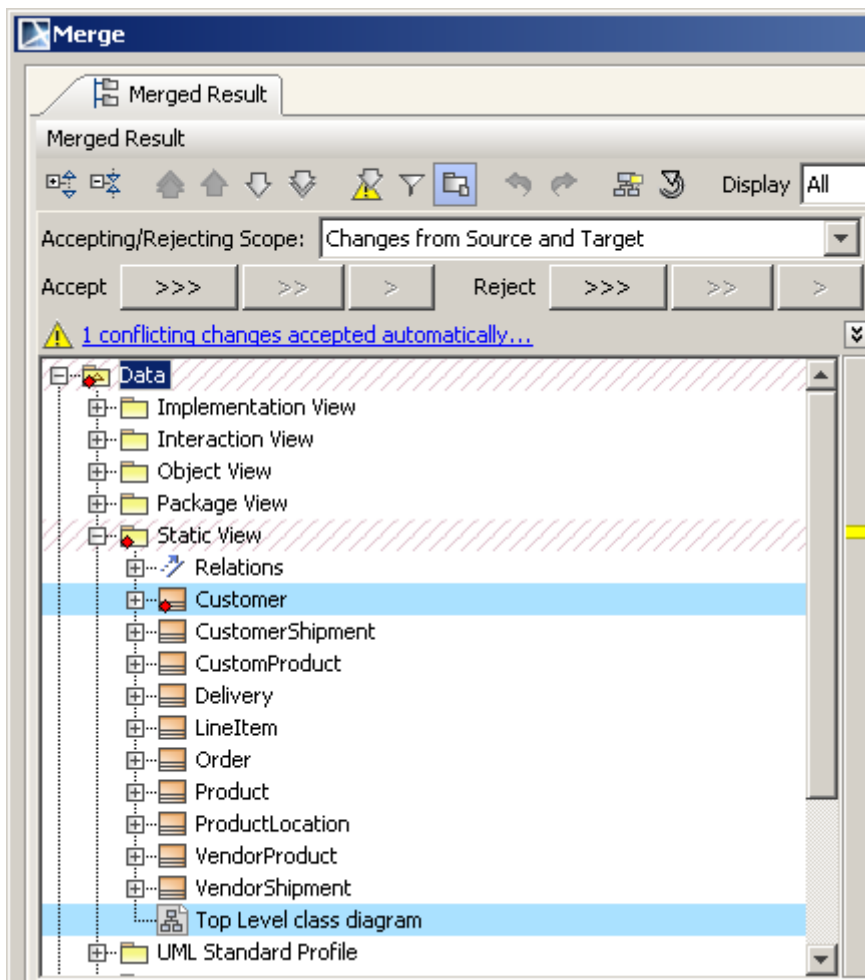 Merge
Merged Result
Merged Result
Display All
Accepting/Rejecting Scope: Changes from Source and Target
Accept >>> >> > Reject >>> >> >
1 conflicting changes accepted automatically...
Data
Implementation View
Interaction View
Object View
Package View
Static View
Relations
Customer
CustomerShipment
CustomProduct
Delivery
LineItem
Order
Product
ProductLocation
VendorProduct
VendorShipment
Top Level class diagram
UML Standard Profile